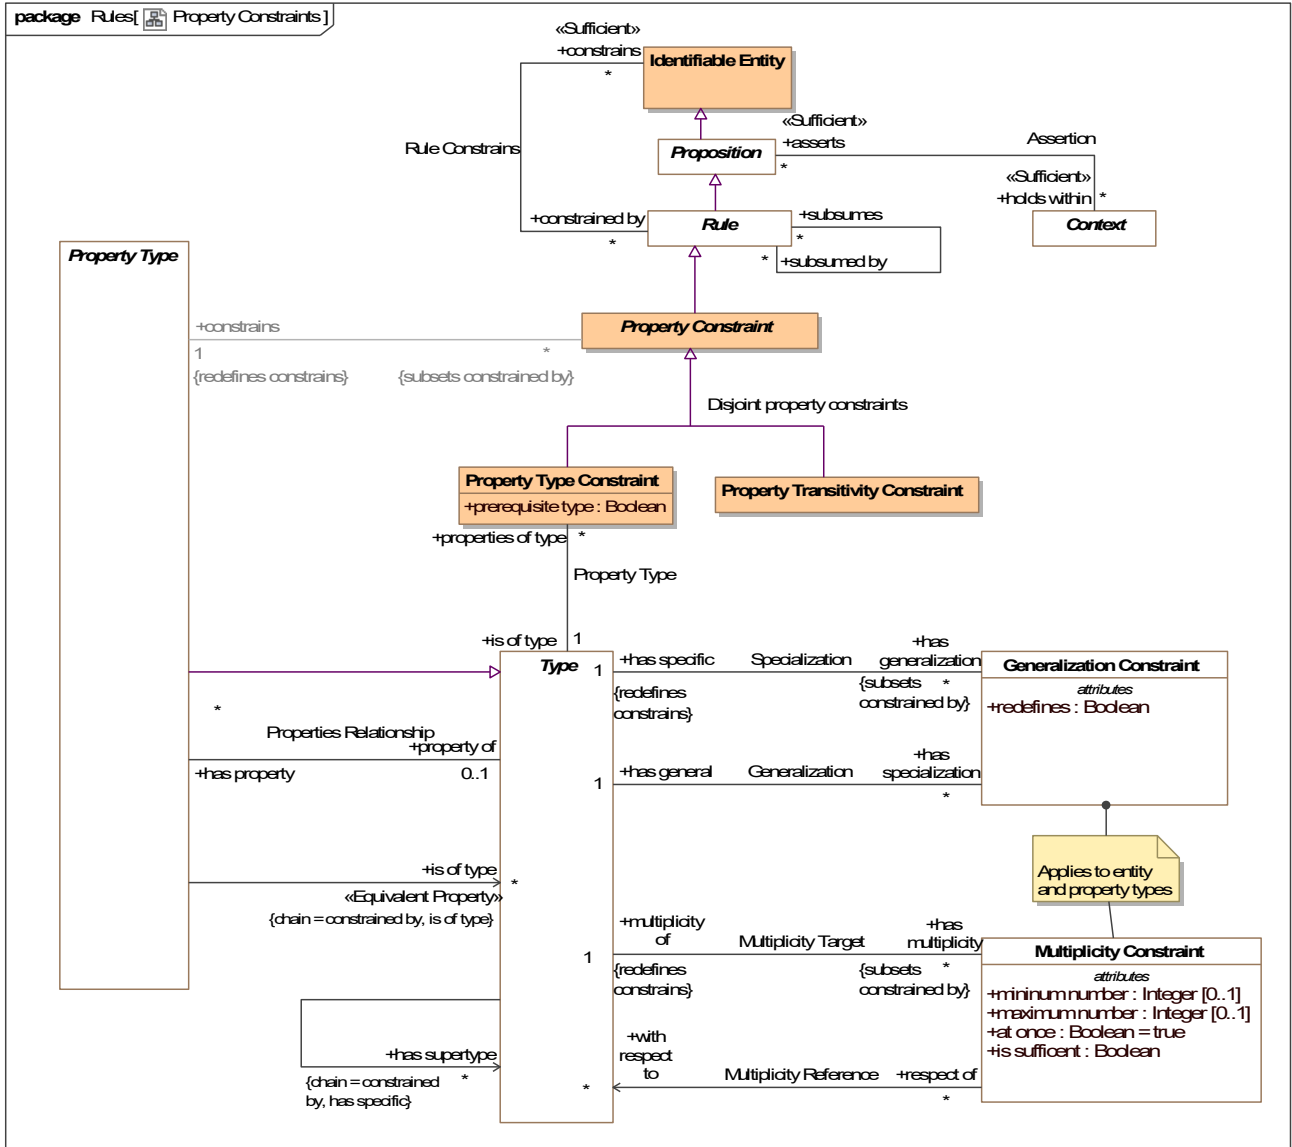 package Rules[ Property Constraints ]
«Sufficient»
+constrains
*
Identifiable Entity
«Sufficient»
+asserts
*
Rule Constrains
Proposition
Assertion
«Sufficient»
+holds within *
+constrained by
*
Rule
+subsumes
*
* +subsumed by
Context
Property Type
+constrains
1
*
{redefines constrains}
{subsets constrained by}
Property Constraint
Disjoint property constraints
Property Type Constraint
+prerequisite type : Boolean
Property Transitivity Constraint
+properties of type *
Property Type
+is of type 1
Type
1
+has specific
Specialization
+has
generalization
{redefines
constrains}
{subsets *
constrained by}
Generalization Constraint
attributes
+redefines : Boolean
*
Properties Relationship
+property of
+has property
0..1
1
+has general
Generalization
+has
specialization
*
+is of type
*
«Equivalent Property»
{chain = constrained by, is of type}
Applies to entity
and property types
+multiplicity
of
Multiplicity Target
+has
multiplicity
1
{redefines
constrains}
{subsets *
constrained by}
Multiplicity Constraint
attributes
+mininum number : Integer [0..1]
+maximum number : Integer [0..1]
+at once : Boolean = true
+is sufficent : Boolean
+has supertype
*
{chain = constrained
by, has specific}
+with
respect
to
*
Multiplicity Reference
+respect of
*